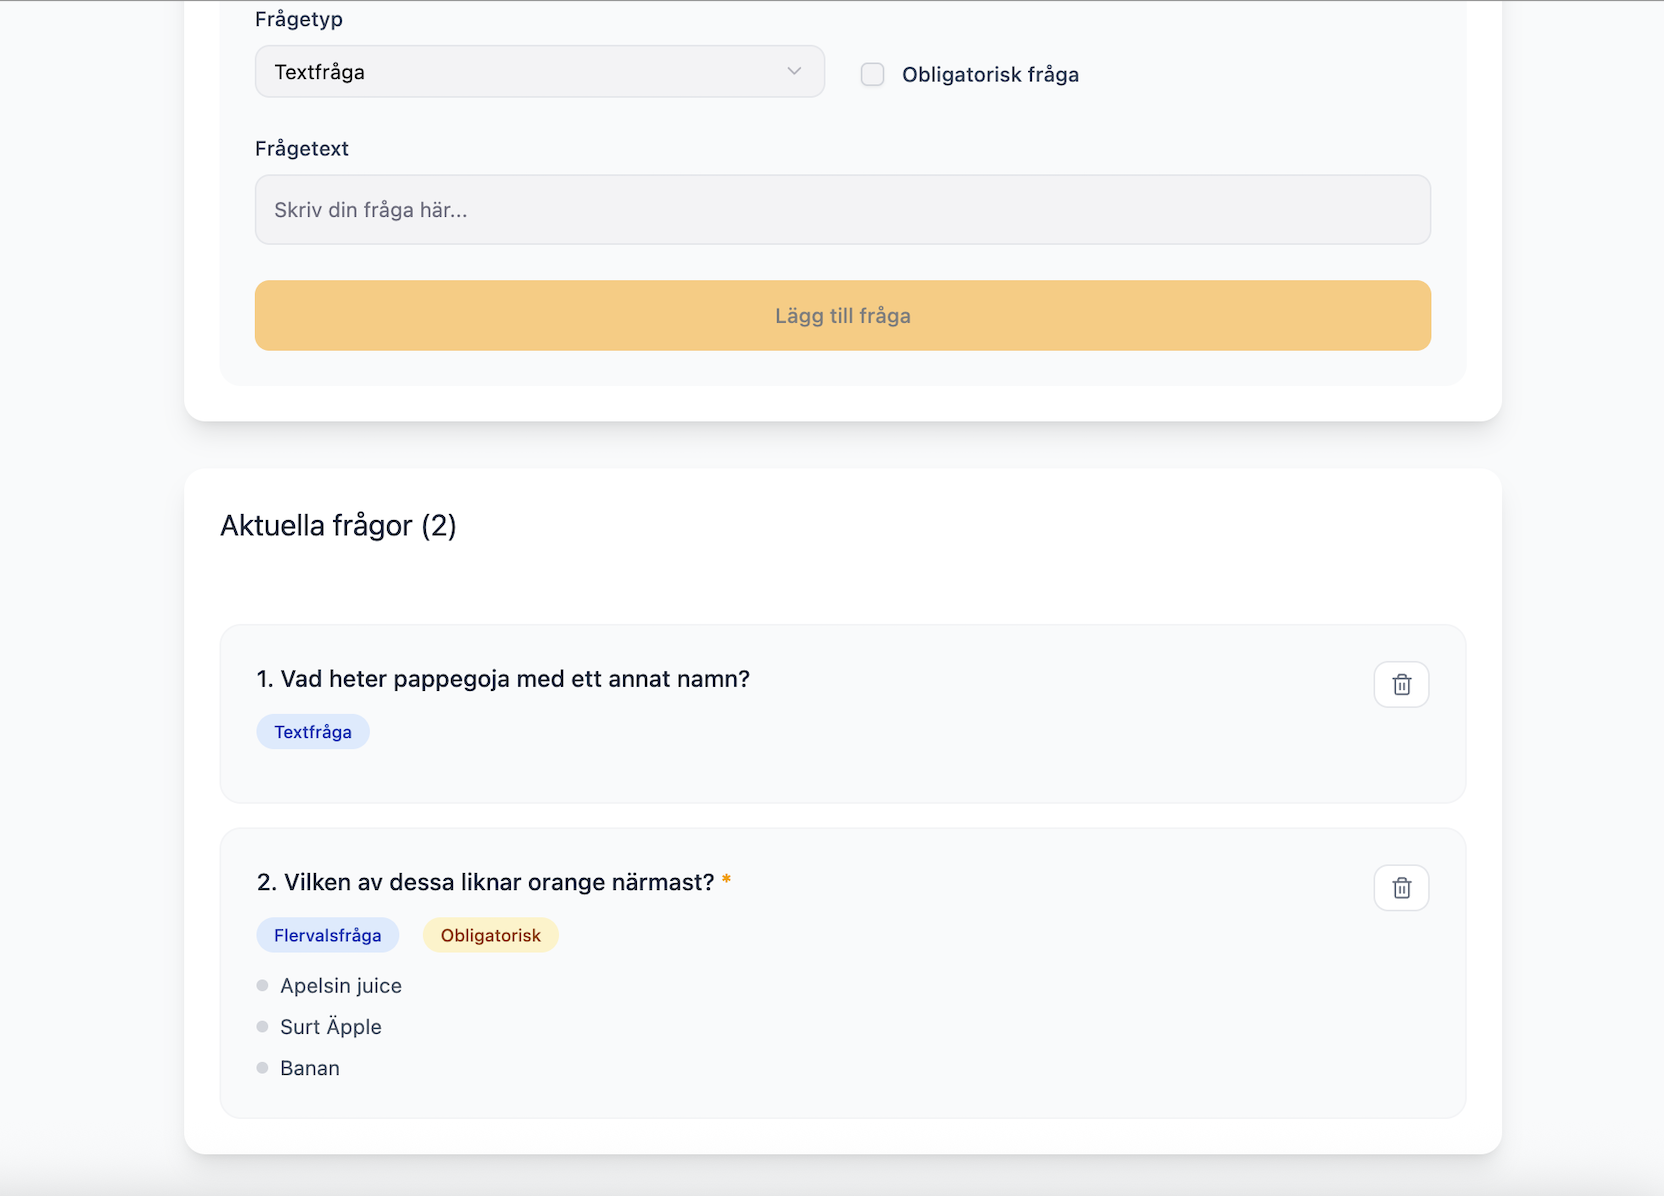 Frågetyp
Textfråga
Obligatorisk fråga
Frågetext
Skriv din fråga här...
Lägg till fråga
Aktuella frågor (2)
1. Vad heter pappegoja med ett annat namn?
Textfråga
2. Vilken av dessa liknar orange närmast? *
Flervalsfråga
Obligatorisk
Apelsin juice
Surt Äpple
Banan